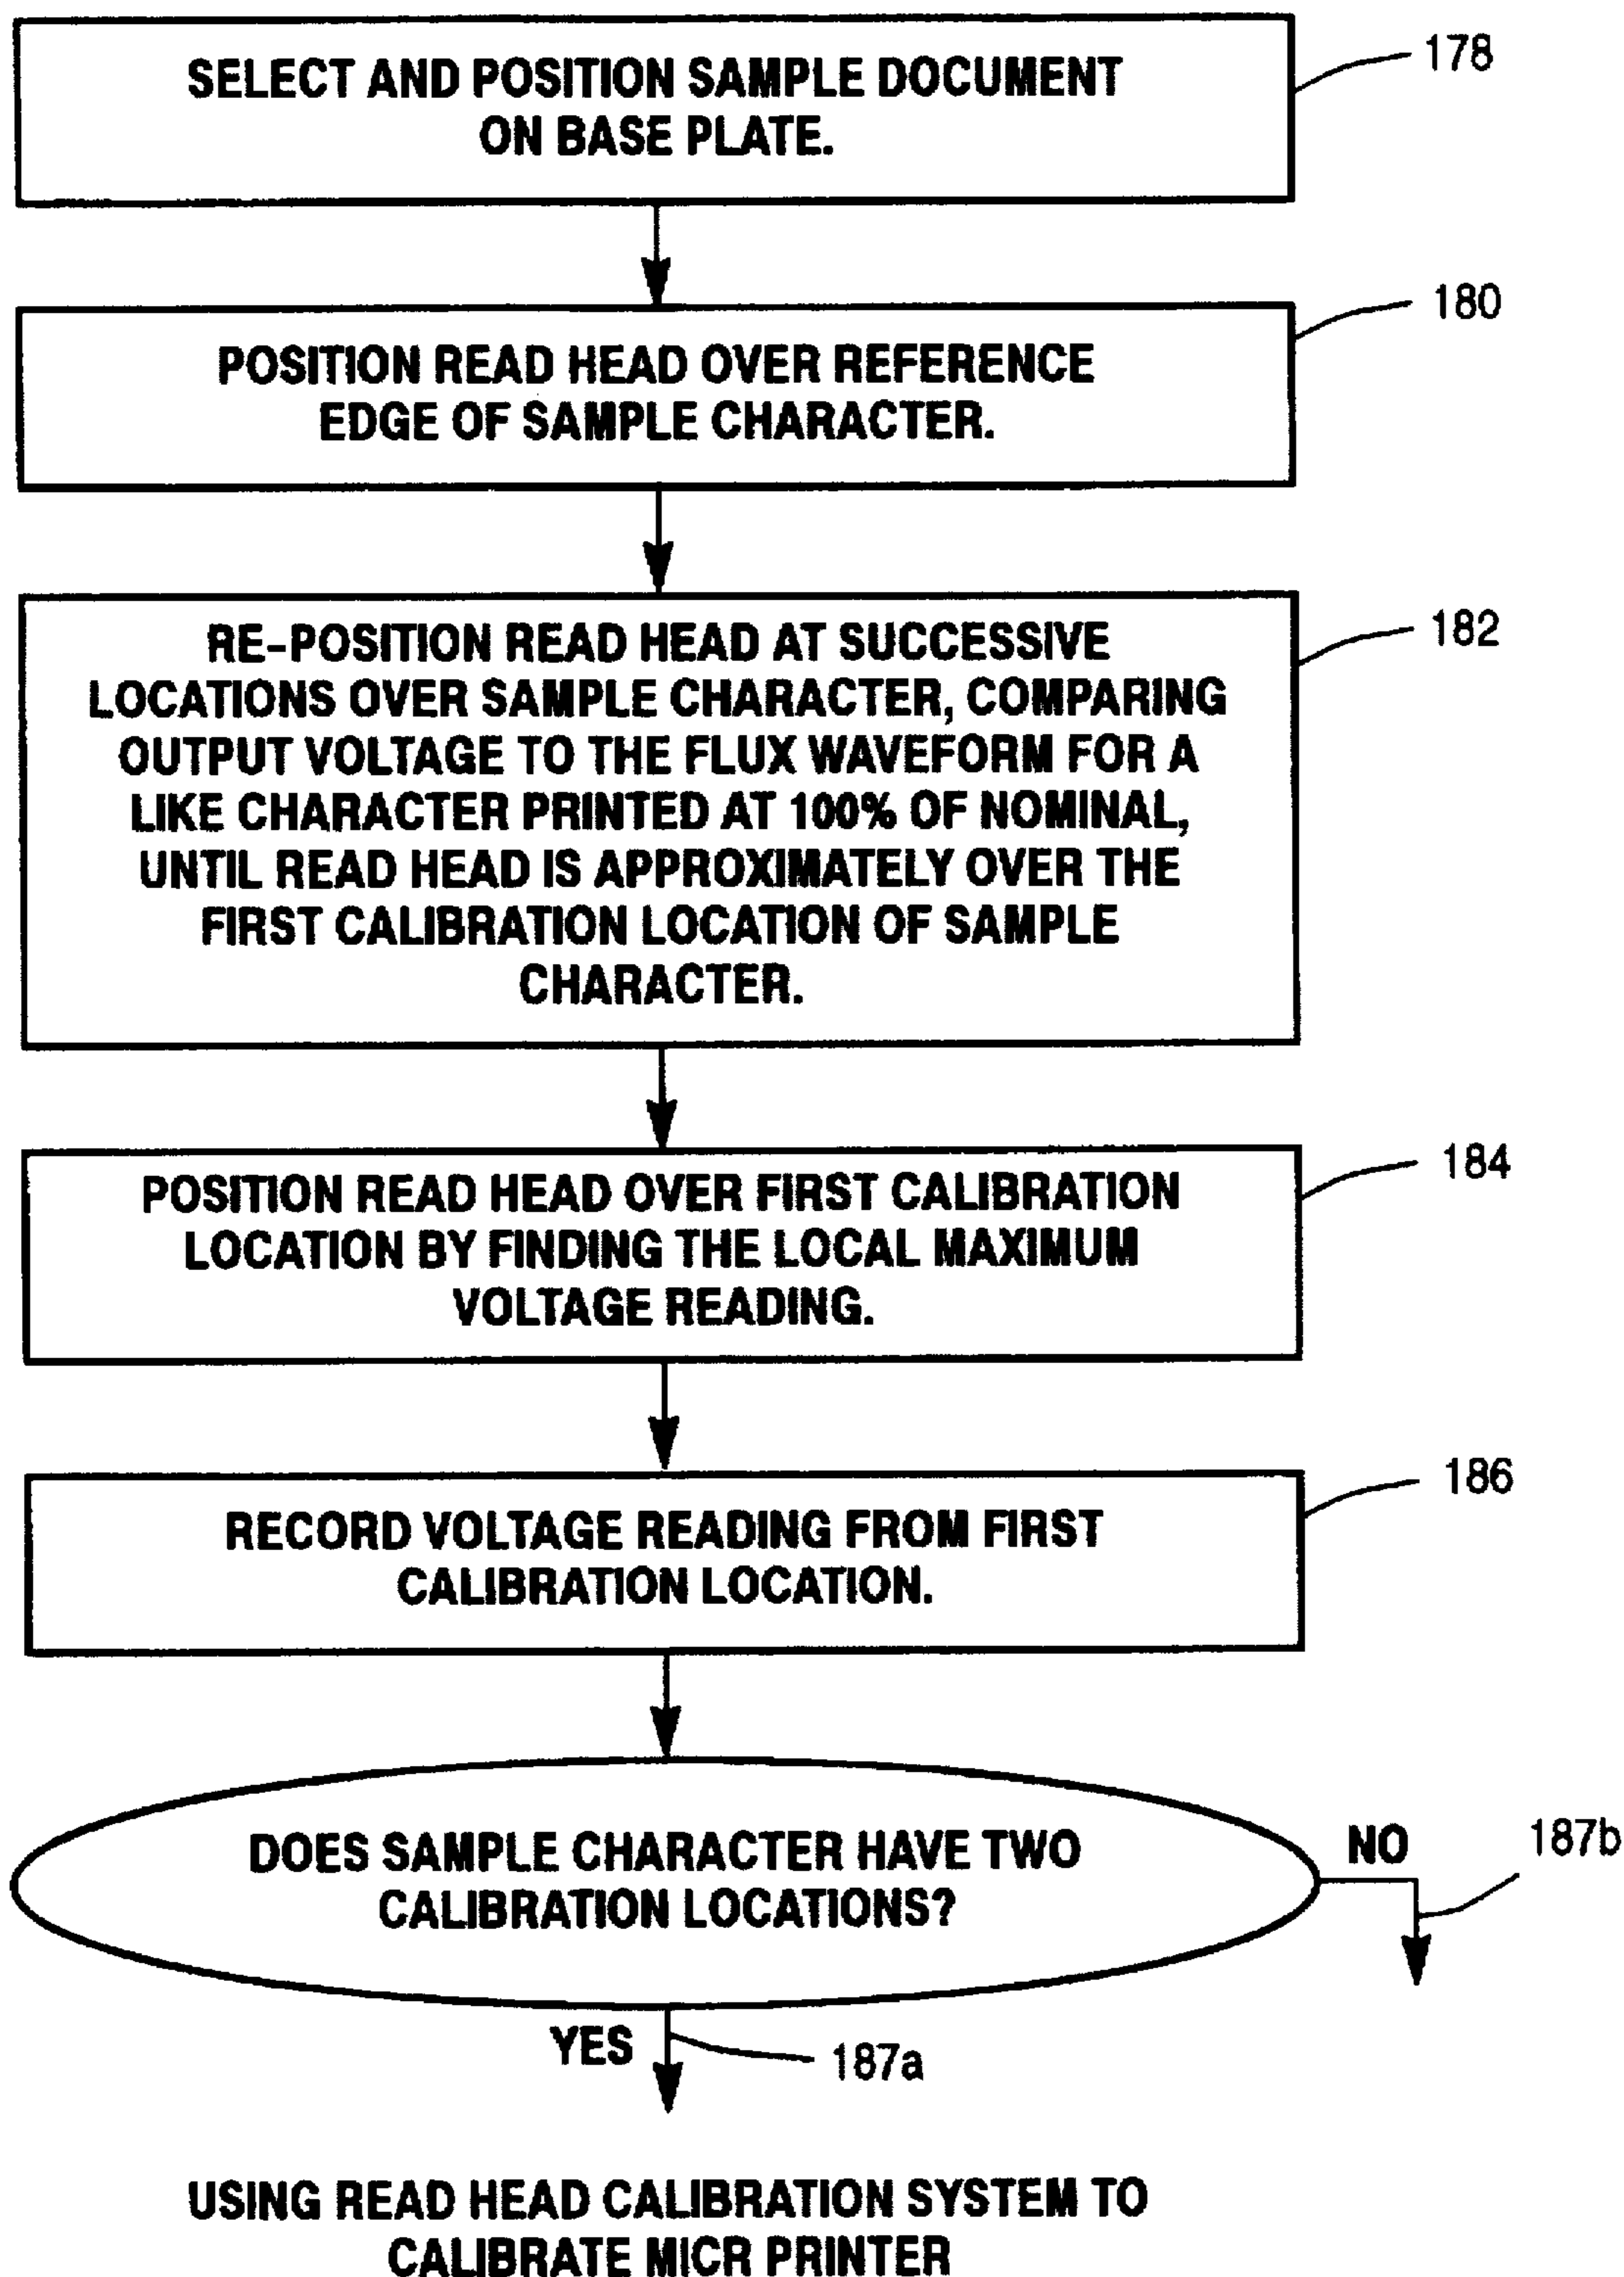 SELECT AND POSITION SAMPLE DOCUMENT
ON BASE PLATE.
178
POSITION READ HEAD OVER REFERENCE
EDGE OF SAMPLE CHARACTER.
180
RE-POSITION READ HEAD AT SUCCESSIVE
LOCATIONS OVER SAMPLE CHARACTER, COMPARING
OUTPUT VOLTAGE TO THE FLUX WAVEFORM FOR A
LIKE CHARACTER PRINTED AT 100% OF NOMINAL,
UNTIL READ HEAD IS APPROXIMATELY OVER THE
FIRST CALIBRATION LOCATION OF SAMPLE
CHARACTER.
182
POSITION READ HEAD OVER FIRST CALIBRATION
LOCATION BY FINDING THE LOCAL MAXIMUM
VOLTAGE READING.
184
RECORD VOLTAGE READING FROM FIRST
CALIBRATION LOCATION.
186
DOES SAMPLE CHARACTER HAVE TWO
CALIBRATION LOCATIONS?
NO
187b
YES
187a
USING READ HEAD CALIBRATION SYSTEM TO
CALIBRATE MICR PRINTER